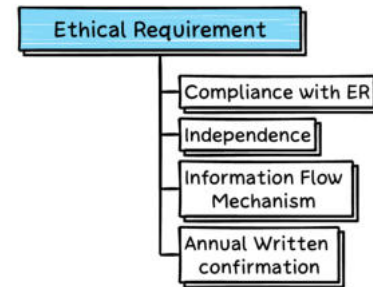 Ethical Requirement
Compliance with ER
Independence
Information Flow
Mechanism
Annual Written
confirmation